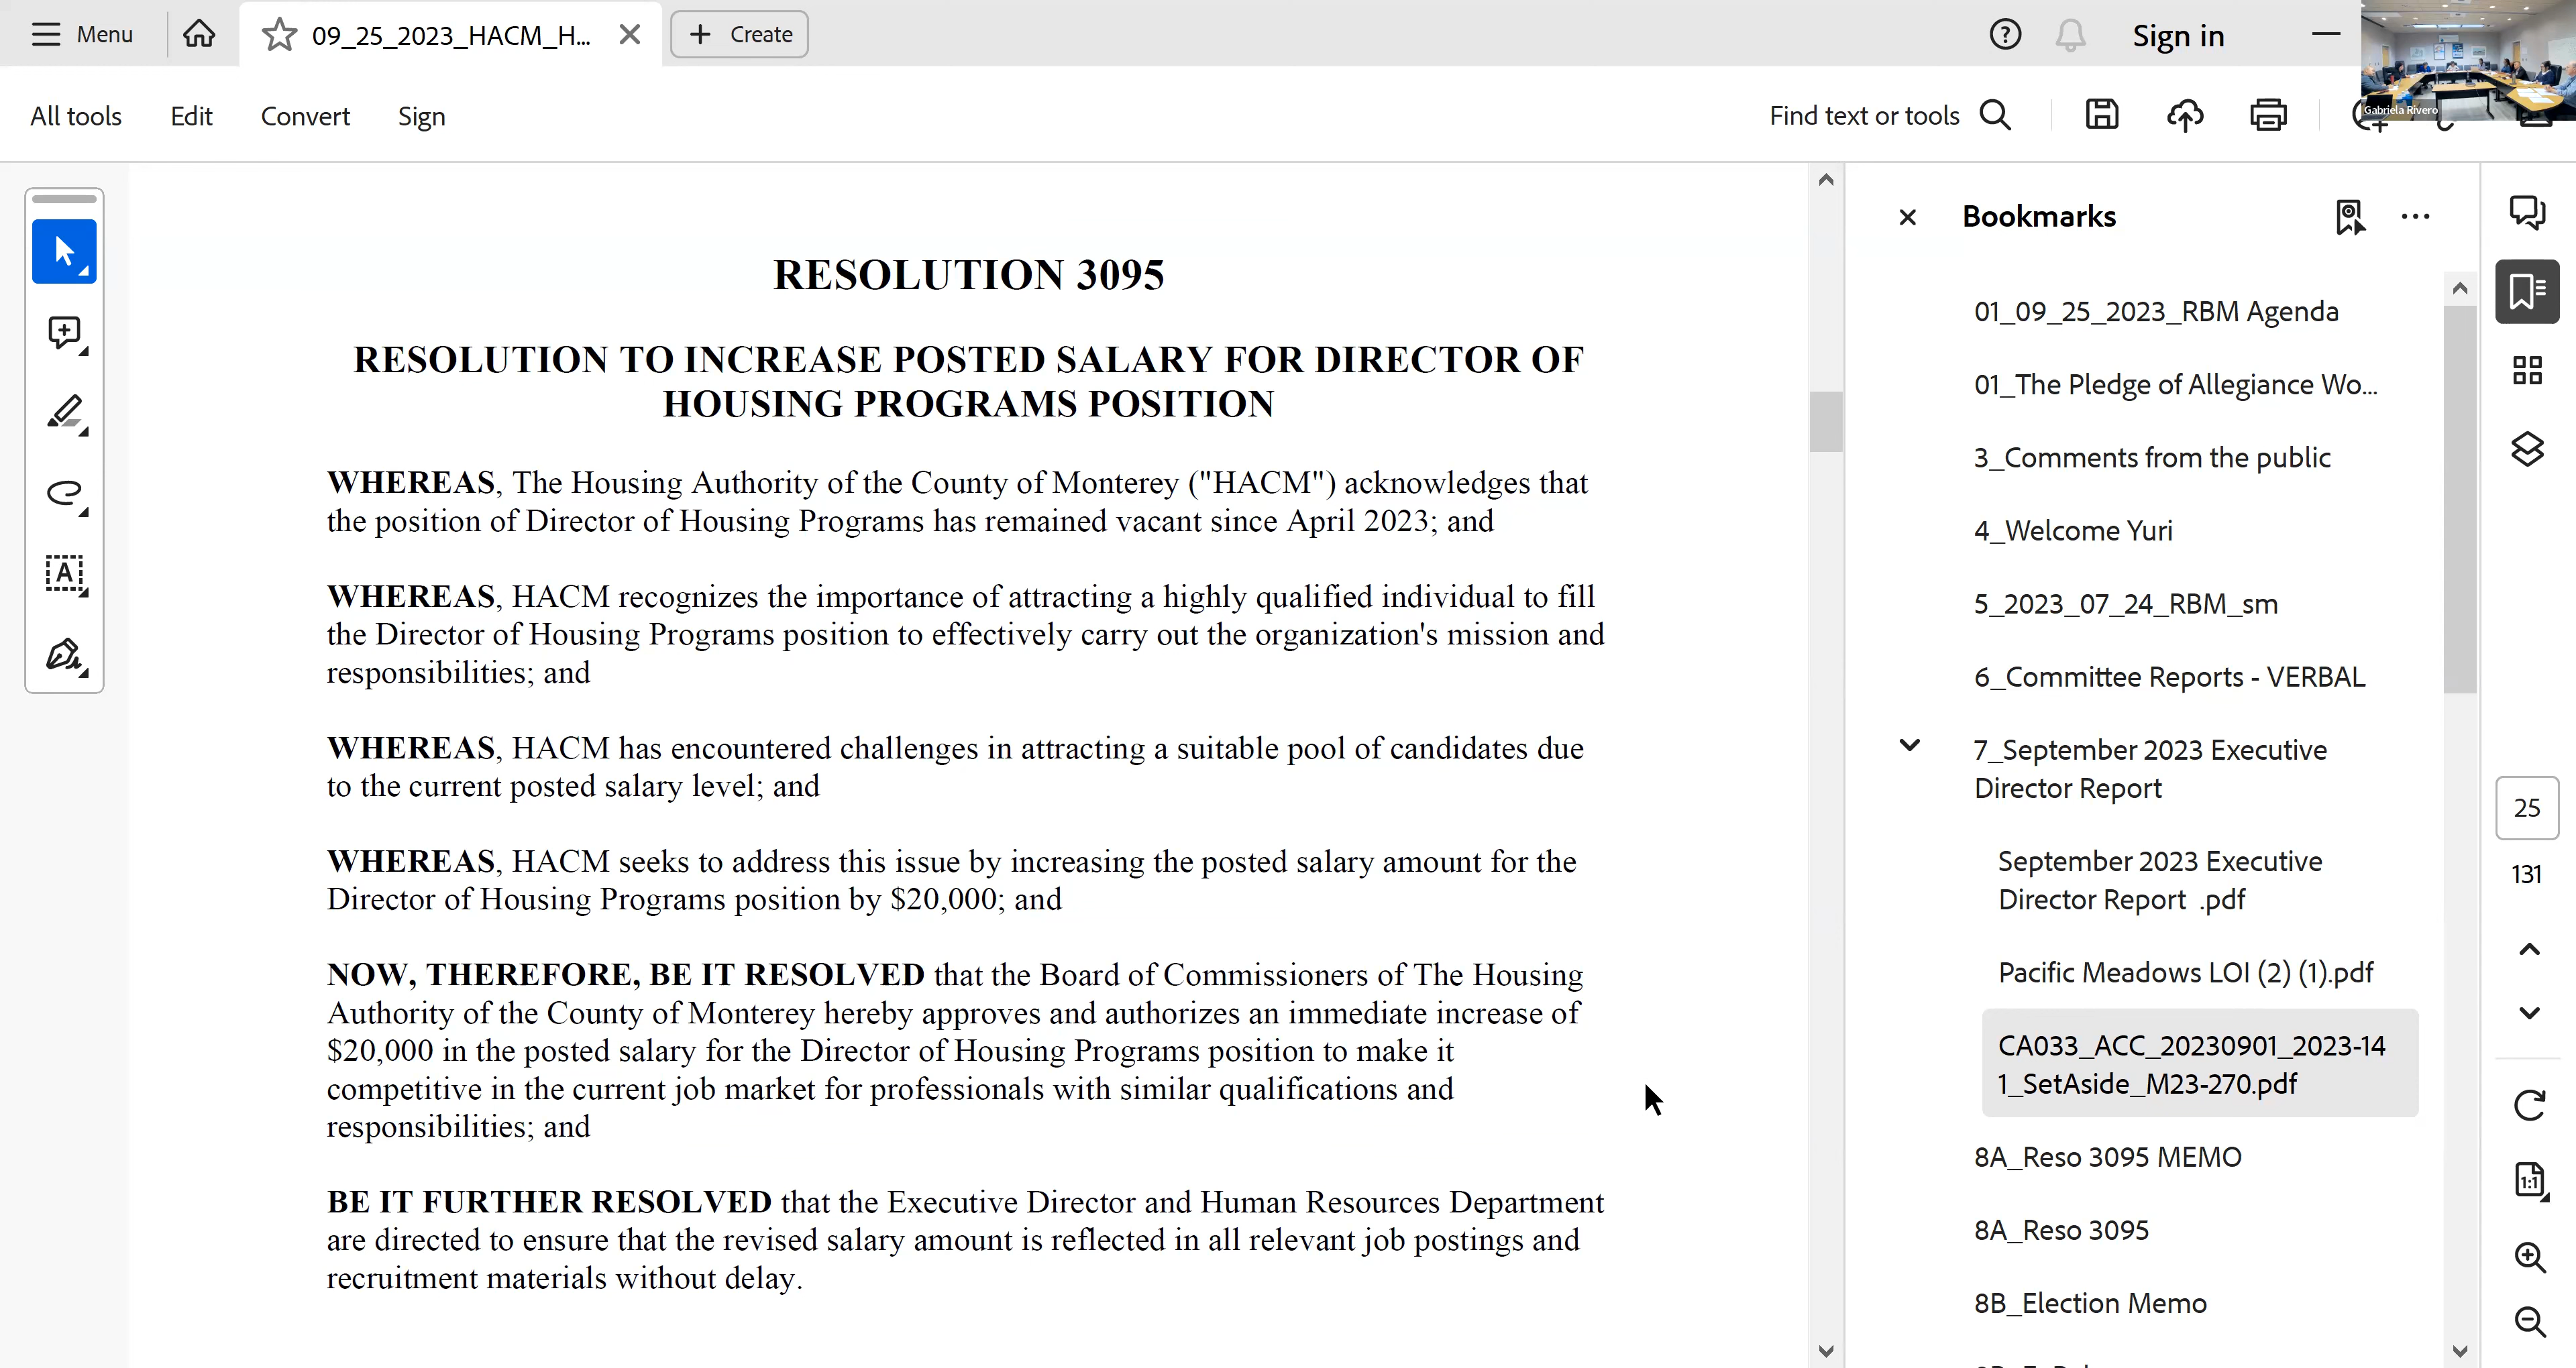 Menu
09_25_2023_HACM_H...
Create
Sign in
Gabriela Rivero
All tools
Edit
Convert
Sign
Find text or tools
RESOLUTION 3095
RESOLUTION TO INCREASE POSTED SALARY FOR DIRECTOR OF
HOUSING PROGRAMS POSITION
WHEREAS, The Housing Authority of the County of Monterey ("HACM") acknowledges that
the position of Director of Housing Programs has remained vacant since April 2023; and
WHEREAS, HACM recognizes the importance of attracting a highly qualified individual to fill
the Director of Housing Programs position to effectively carry out the organization's mission and
responsibilities; and
WHEREAS, HACM has encountered challenges in attracting a suitable pool of candidates due
to the current posted salary level; and
WHEREAS, HACM seeks to address this issue by increasing the posted salary amount for the
Director of Housing Programs position by $20,000; and
NOW, THEREFORE, BE IT RESOLVED that the Board of Commissioners of The Housing
Authority of the County of Monterey hereby approves and authorizes an immediate increase of
$20,000 in the posted salary for the Director of Housing Programs position to make it
competitive in the current job market for professionals with similar qualifications and
responsibilities; and
BE IT FURTHER RESOLVED that the Executive Director and Human Resources Department
are directed to ensure that the revised salary amount is reflected in all relevant job postings and
recruitment materials without delay.
Bookmarks
01_09_25_2023_RBM Agenda
01_The Pledge of Allegiance Wo...
3_Comments from the public
4_Welcome Yuri
5_2023_07_24_RBM_sm
6_Committee Reports - VERBAL
7_September 2023 Executive
Director Report
September 2023 Executive
Director Report .pdf
Pacific Meadows LOI (2) (1).pdf
CA033_ACC_20230901_2023-14
1_SetAside_M23-270.pdf
8A_Reso 3095 MEMO
8A_Reso 3095
8B_Election Memo
25
131
1:1